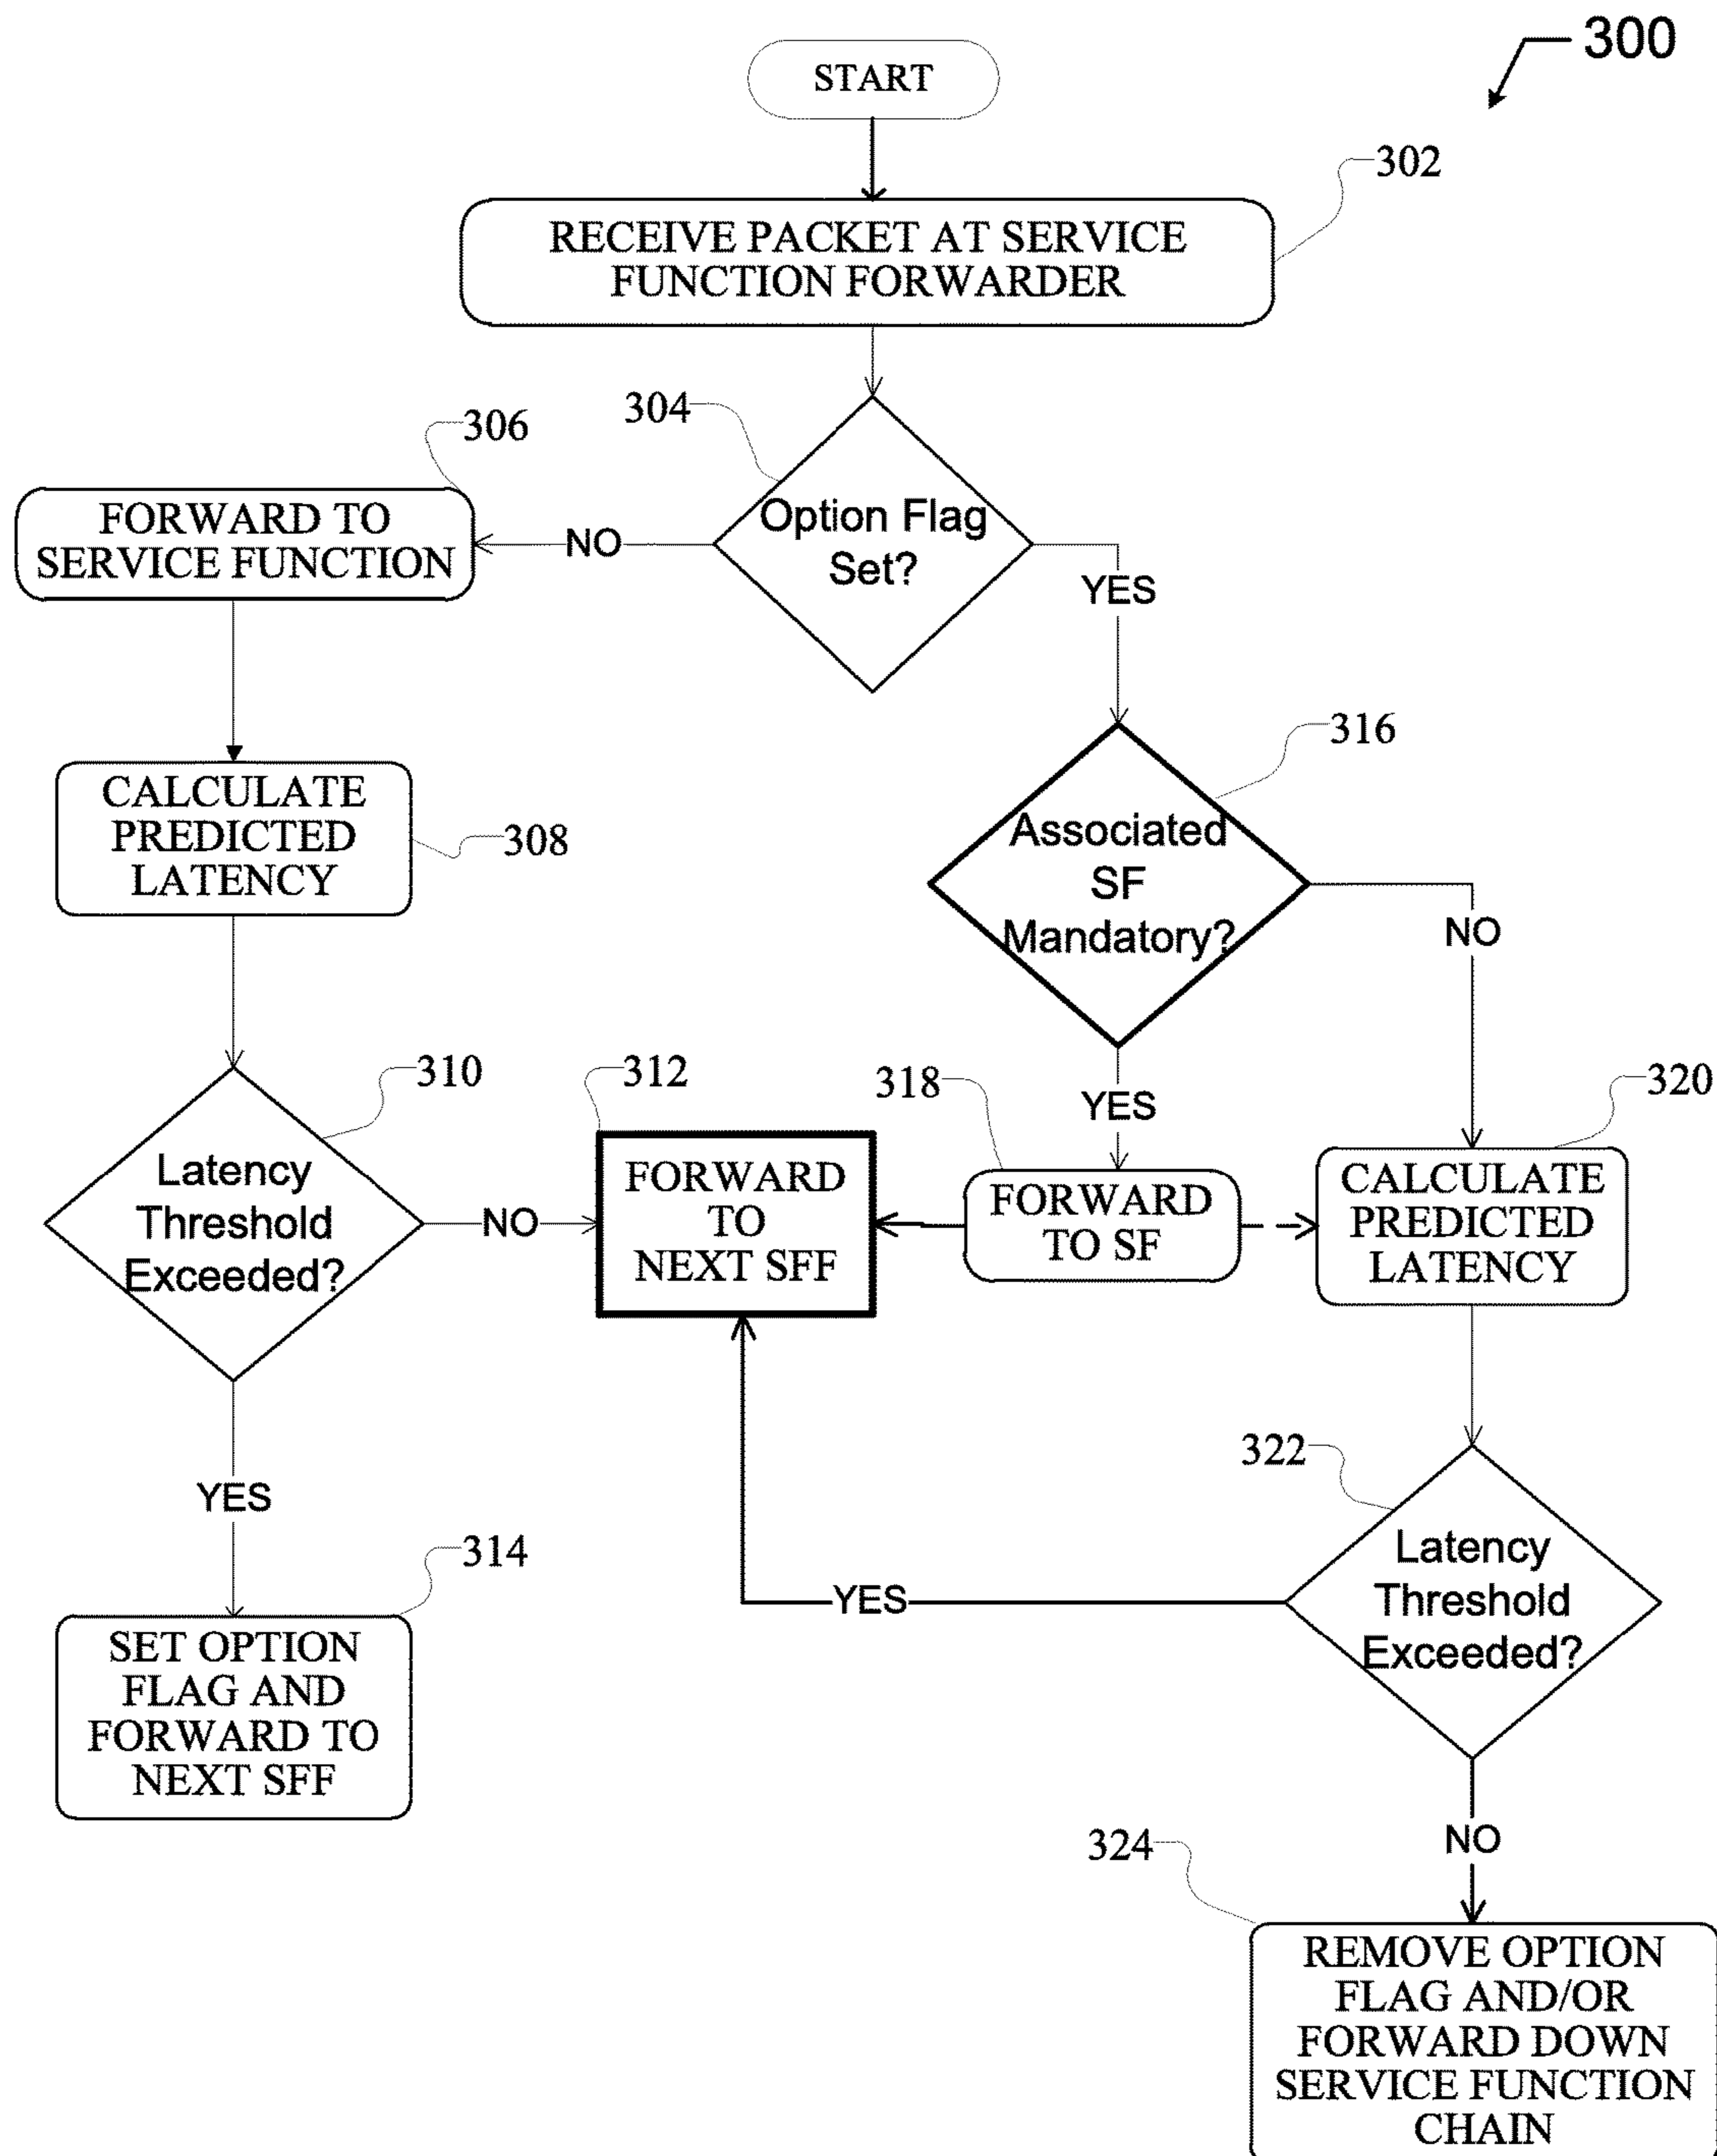 300
START
302
RECEIVE PACKET AT SERVICE
FUNCTION FORWARDER
304
306
Option Flag
Set?
NO
YES
FORWARD TO
SERVICE FUNCTION
316
Associated
SF
Mandatory?
NO
YES
CALCULATE
PREDICTED
LATENCY
308
310
Latency
Threshold
Exceeded?
NO
YES
312
FORWARD
TO
NEXT SFF
318
FORWARD
TO SF
320
CALCULATE
PREDICTED
LATENCY
322
Latency
Threshold
Exceeded?
YES
NO
314
SET OPTION
FLAG AND
FORWARD TO
NEXT SFF
324
REMOVE OPTION
FLAG AND/OR
FORWARD DOWN
SERVICE FUNCTION
CHAIN